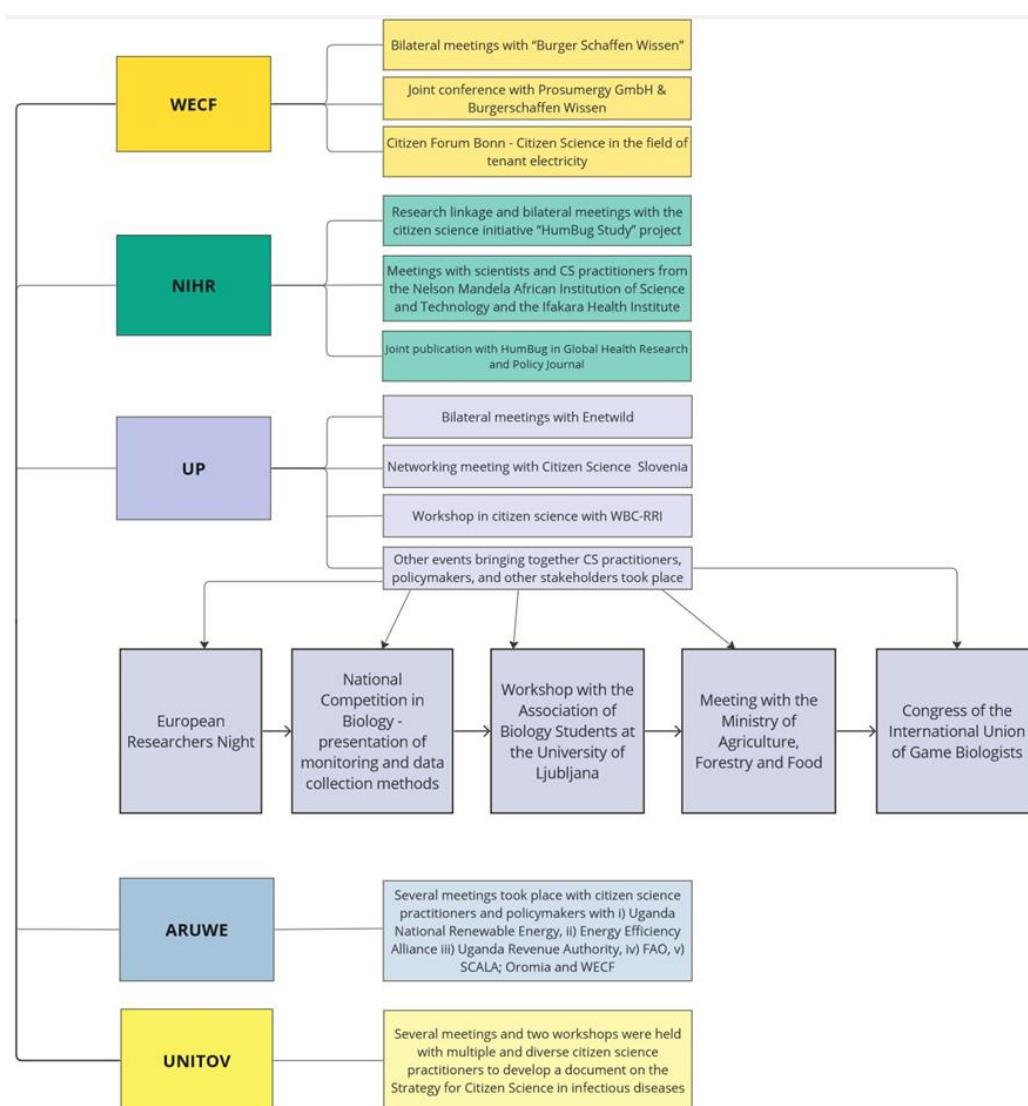 WECF
Bilateral meetings with “Burger Schaffen Wissen”
Joint conference with Prosumergy GmbH &
Burgerschaffen Wissen
Citizen Forum Bonn - Citizen Science in the field of
tenant electricity
NIHR
Research linkage and bilateral meetings with the
citizen science initiative “HumBug Study” project
Meetings with scientists and CS practitioners from
the Nelson Mandela African Institution of Science
and Technology and the Ifakara Health Institute
Joint publication with HumBug in Global Health Research
and Policy Journal
UP
Bilateral meetings with Enetwild
Networking meeting with Citizen Science Slovenia
Workshop in citizen science with WBC-RRI
Other events bringing together CS practitioners,
policymakers, and other stakeholders took place
European
Researchers Night
National
Competition in
Biology -
presentation of
monitoring and data
collection methods
Workshop with the
Association of
Biology Students at
the University of
Ljubljana
Meeting with the
Ministry of
Agriculture,
Forestry and Food
Congress of the
International Union
of Game Biologists
ARUWE
Several meetings took place with citizen science
practitioners and policymakers with i) Uganda
National Renewable Energy, ii) Energy Efficiency
Alliance iii) Uganda Revenue Authority, iv) FAO, v)
SCALA; Oromia and WECF
UNITOV
Several meetings and two workshops were held
with multiple and diverse citizen science
practitioners to develop a document on the
Strategy for Citizen Science in infectious diseases